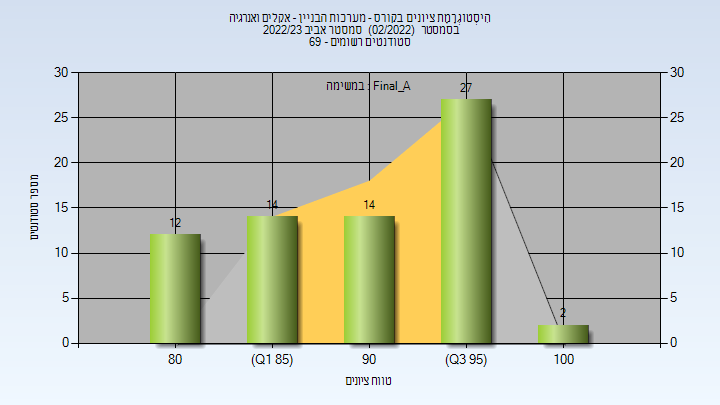 היסטוגרמת ציונים בקורס - מערכות הבניין - אקלים ואנרגיה
בסמסטר (02/2022) סמסטר אביב 2022/23
סטודנטים רשומים - 69
במשימה : Final_A
30 30
25 25
20 20
15 15
10 10
5 5
0 0
12
14
14
27
2
מספר סטודנטים
80 (Q1 85) 90 (Q3 95) 100
טווח ציונים